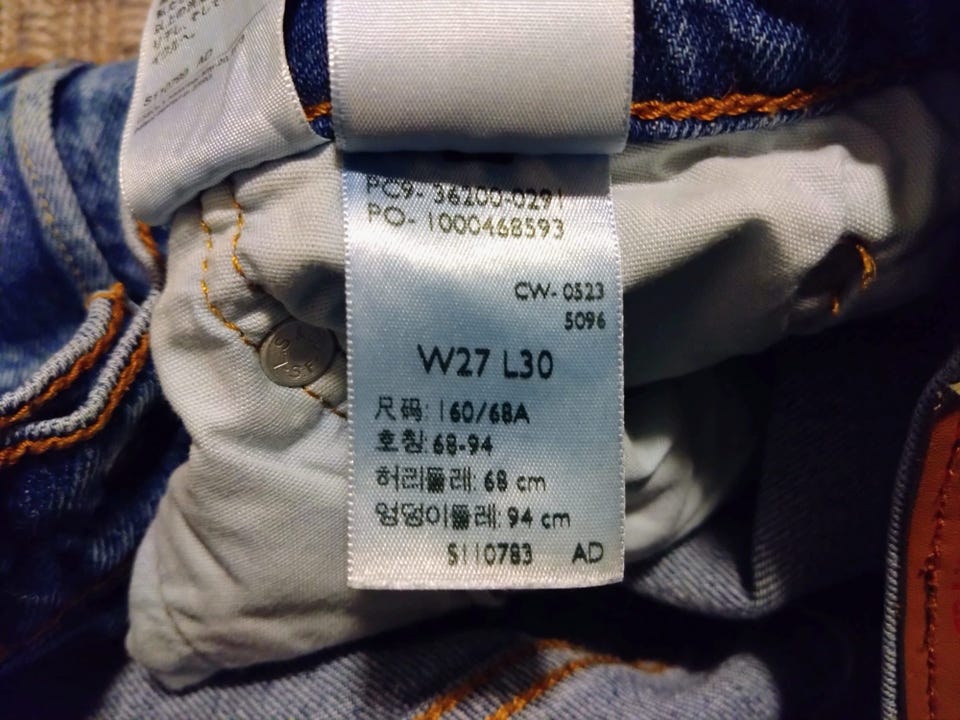 PC9- 36200-0291
PO- 1000468593
CW- 0523
5096
W27 L30
尺码: 160/68A
호칭: 68-94
허리둘레: 68 cm
엉덩이둘레: 94 cm
S110783 AD